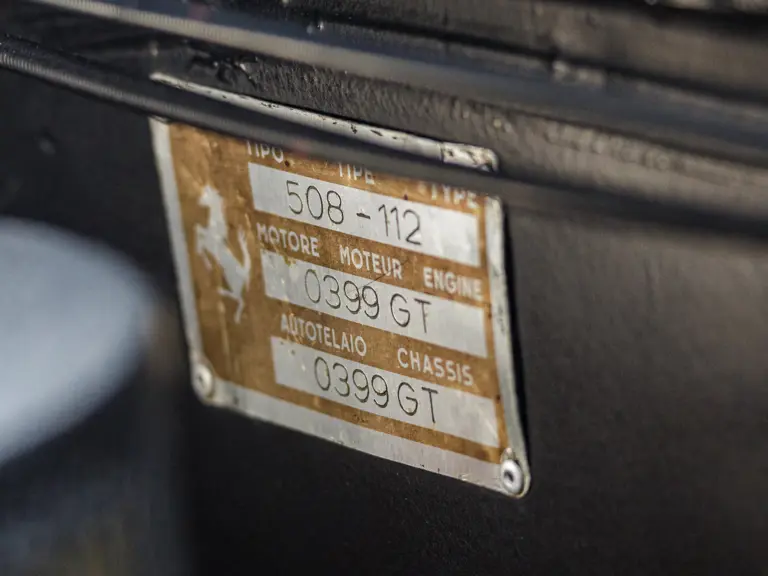 TIPO TIPE TYPE
508-112
MOTORE MOTEUR ENGINE
0399 GT
AUTOTELAIO CHASSIS
0399 GT